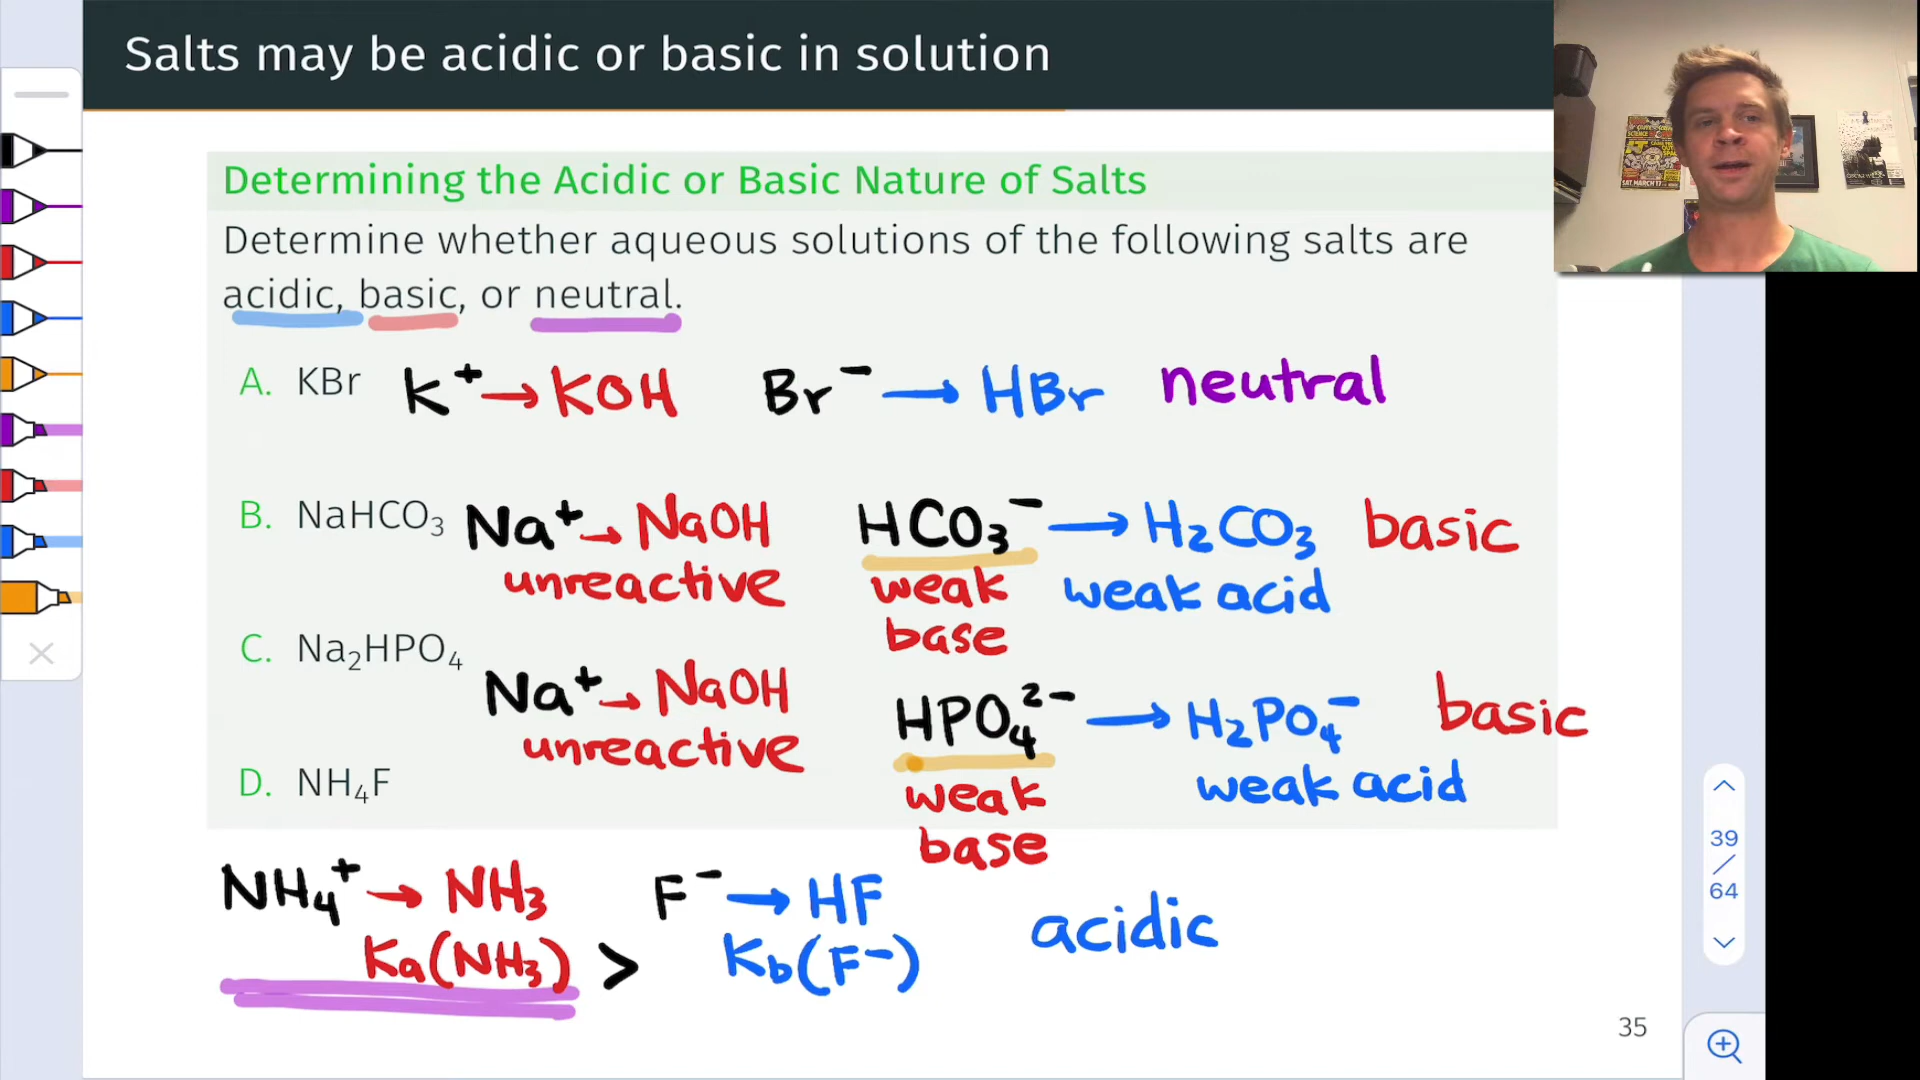 Salts may be acidic or basic in solution
Determining the Acidic or Basic Nature of Salts
Determine whether aqueous solutions of the following salts are
acidic, basic, or neutral.
A. KBr K⁺ → KOH Br⁻ → HBr neutral
B. NaHCO₃ Na⁺ → NaOH HCO₃⁻ → H₂CO₃ basic
unreactive weak weak acid
base
C. Na₂HPO₄
Na⁺ → NaOH HPO₄²⁻ → H₂PO₄⁻ basic
unreactive weak weak acid
base
D. NH₄F
NH₄⁺ → NH₃ F⁻ → HF acidic
Ka(NH₃) > Kb(F⁻)
39
/
64
35
SAT. MARCH 17